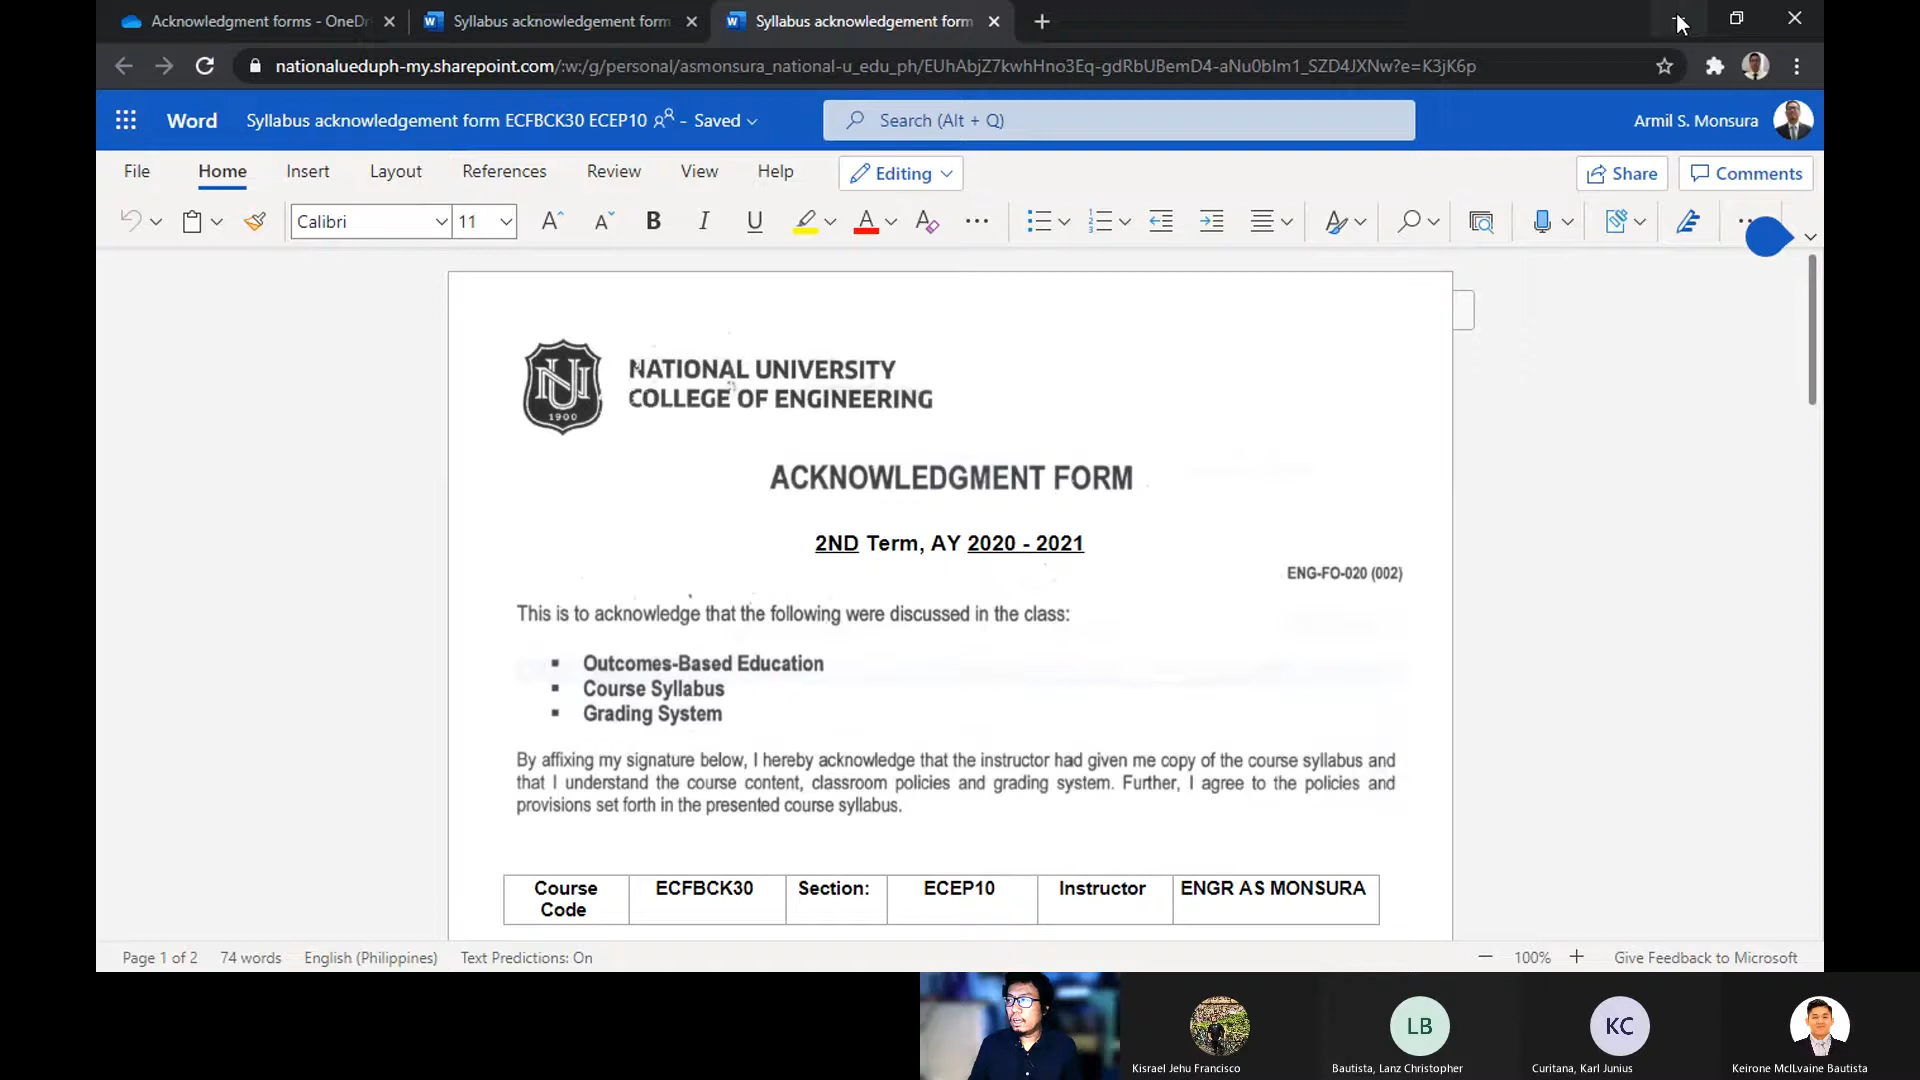 Acknowledgment forms - OneDri
Syllabus acknowledgement form
Syllabus acknowledgement form
nationalueduph-my.sharepoint.com/:w:/g/personal/asmonsura_national-u_edu_ph/EUhAbjZ7kwhHno3Eq-gdRbUBemD4-aNu0blm1_SZD4JXNw?e=K3jK6p
Word Syllabus acknowledgement form ECFBCK30 ECEP10 - Saved Search (Alt + Q) Armil S. Monsura
File Home Insert Layout References Review View Help Editing Share Comments
Calibri 11
NATIONAL UNIVERSITY
COLLEGE OF ENGINEERING
NU
1900
ACKNOWLEDGMENT FORM
2ND Term, AY 2020 - 2021
ENG-FO-020 (002)
This is to acknowledge that the following were discussed in the class:
▪ Outcomes-Based Education
▪ Course Syllabus
▪ Grading System
By affixing my signature below, I hereby acknowledge that the instructor had given me copy of the course syllabus and
that I understand the course content, classroom policies and grading system. Further, I agree to the policies and
provisions set forth in the presented course syllabus.
Course Code ECFBCK30 Section: ECEP10 Instructor ENGR AS MONSURA
Page 1 of 2 74 words English (Philippines) Text Predictions: On 100% Give Feedback to Microsoft
LB
KC
Kisrael Jehu Francisco
Bautista, Lanz Christopher
Curitana, Karl Junius
Keirone McIlvaine Bautista